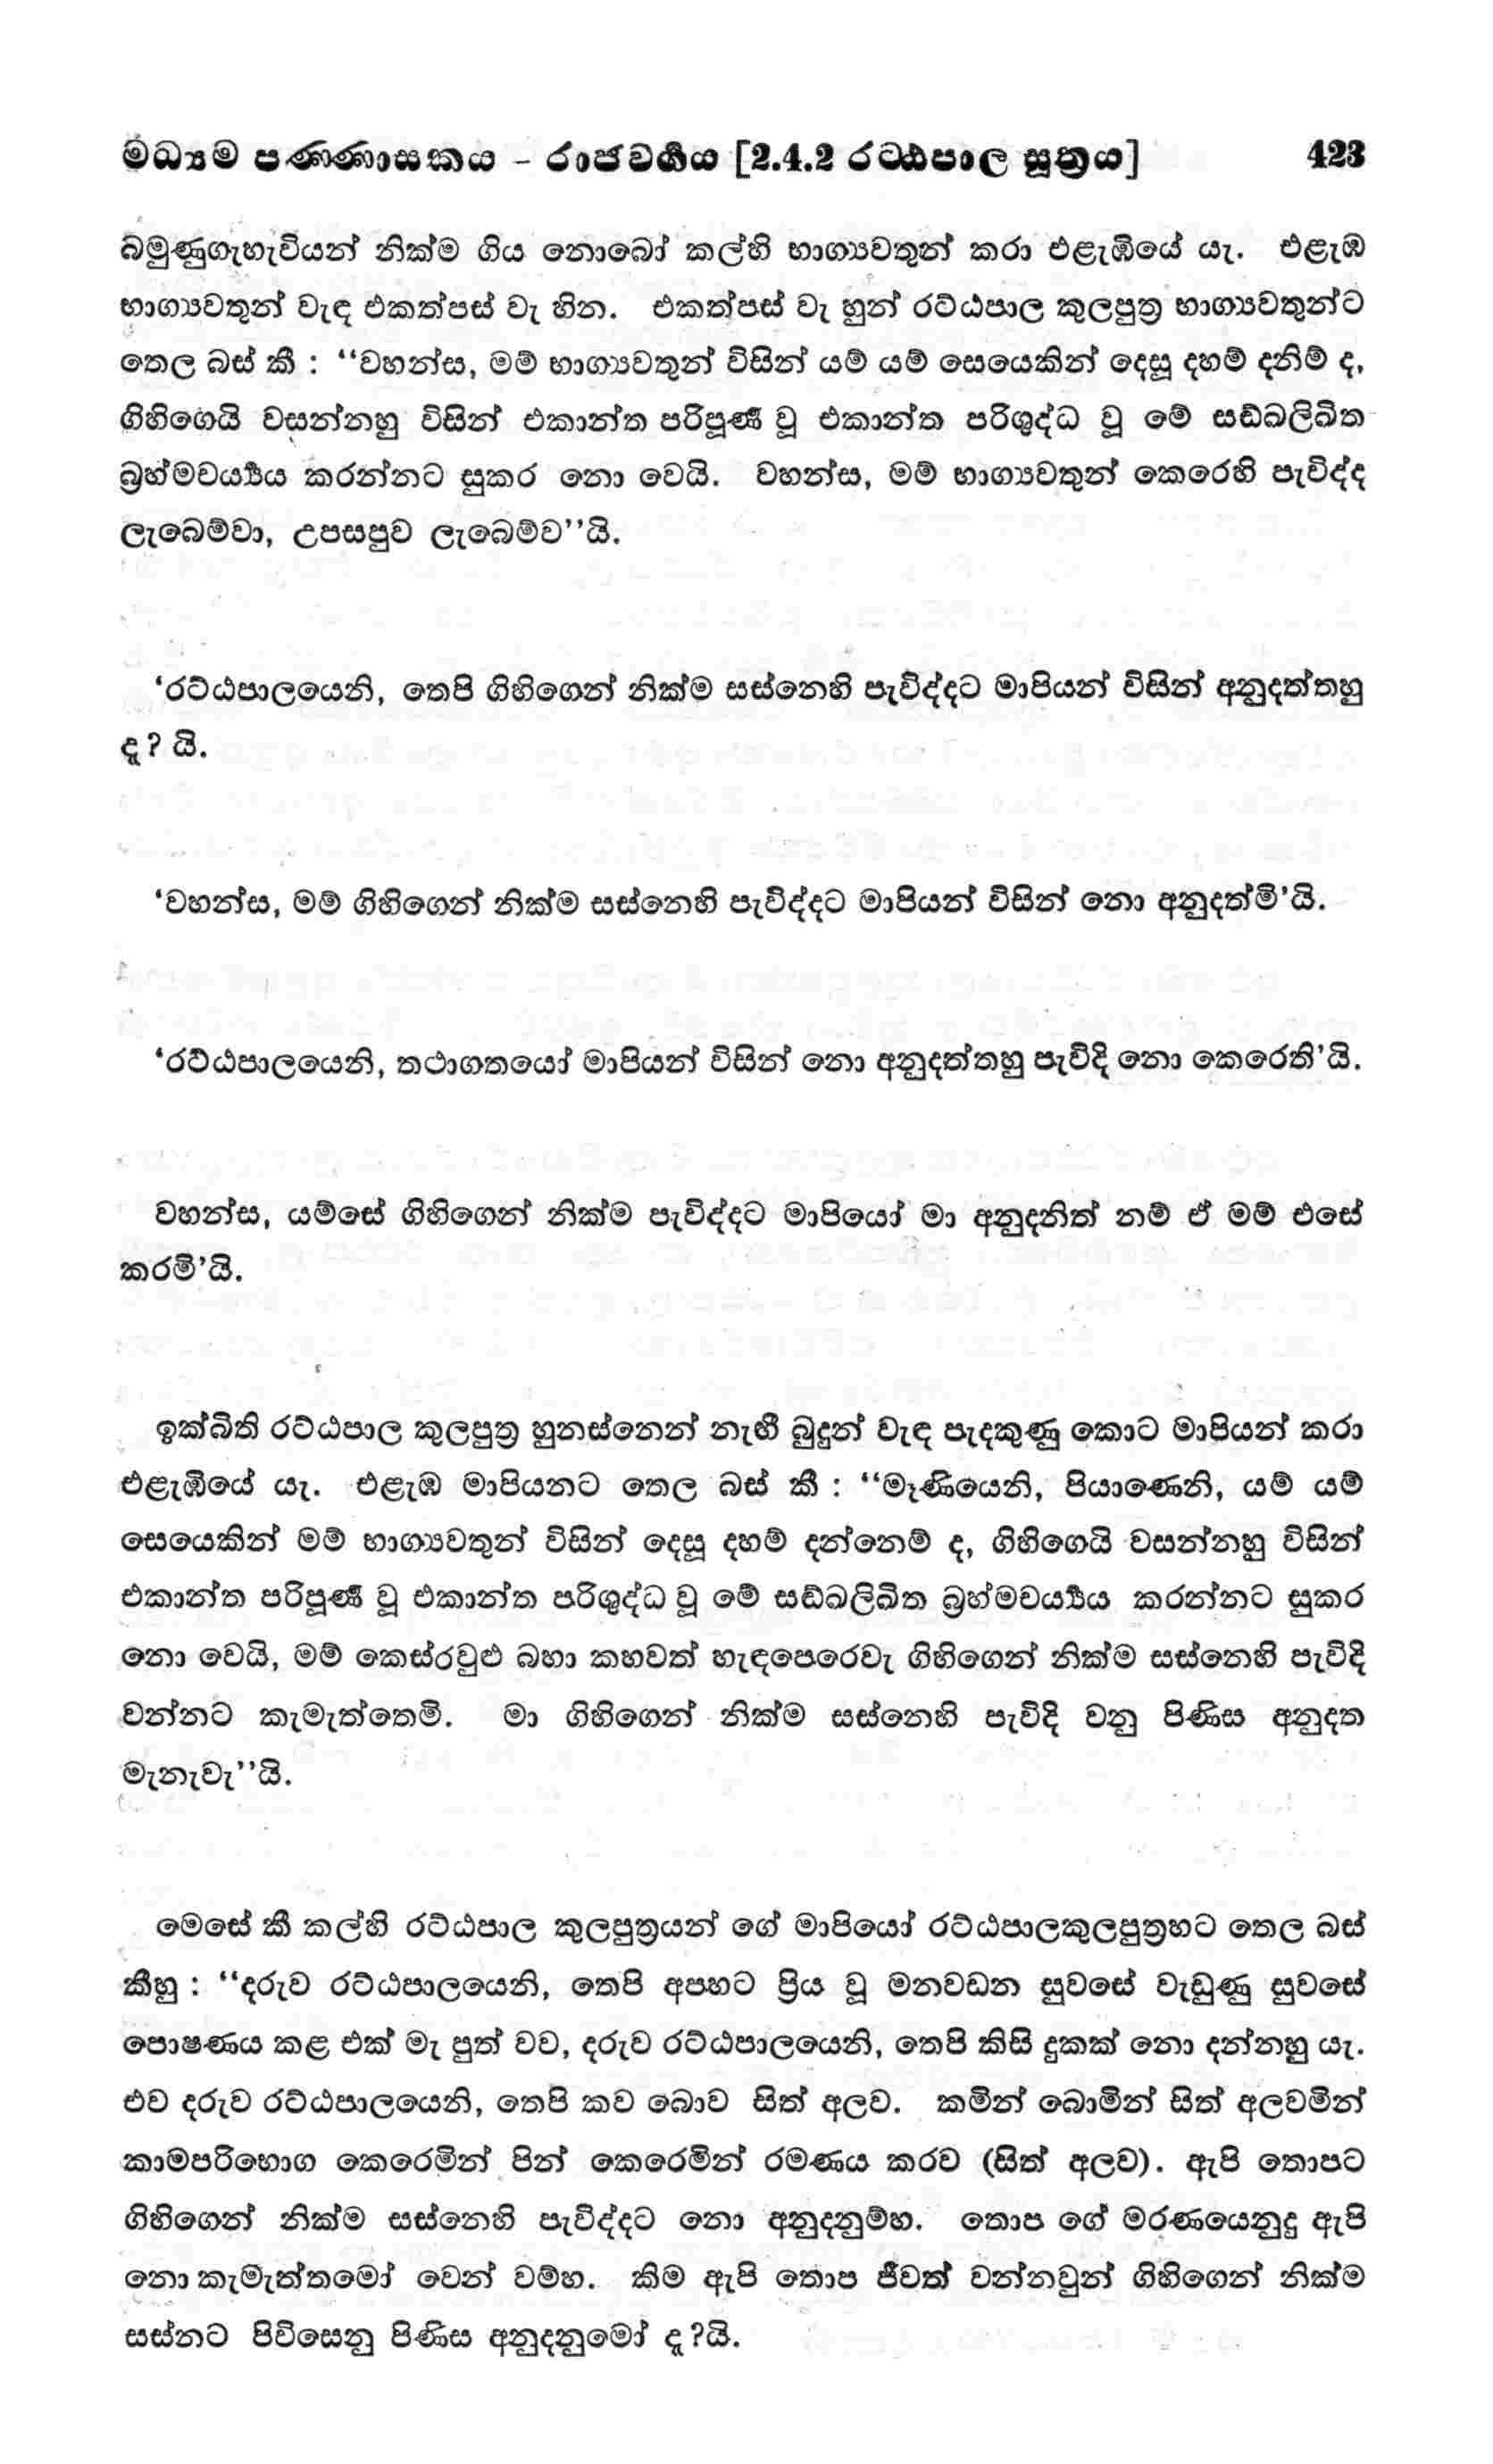 මධ්‍යම පණ්ණාසකය - රාජවර්‍ගය [2.4.2 රට්ඨපාල සූත්‍රය] 423
බමුණුගැහැවියන් නික්ම ගිය නොබෝ කල්හි භාග්‍යවතුන් කරා එළැඹියේ යැ. එළැඹ
භාග්‍යවතුන් වැඳ එකත්පස් වැ හින. එකත්පස් වැ හුන් රට්ඨපාල කුලපුත්‍ර භාග්‍යවතුන්ට
තෙල බස් කී : “වහන්ස, මම් භාග්‍යවතුන් විසින් යම් යම් සෙයෙකින් දෙසූ දහම් දනිම් ද,
ගිහිගෙයි වසන්නහු විසින් එකාන්ත පරිපූර්‍ණ වූ එකාන්ත පරිශුද්ධ වූ මේ සඞ්ඛලිඛිත
බ්‍රහ්මචර්‍ය්‍යය කරන්නට සුකර නො වෙයි. වහන්ස, මම් භාග්‍යවතුන් කෙරෙහි පැවිද්ද
ලැබෙම්වා, උපසපුව ලැබෙම්ව”යි.
‘රට්ඨපාලයෙනි, තෙපි ගිහිගෙන් නික්ම සස්නෙහි පැවිද්දට මාපියන් විසින් අනුදත්තහු
ද? යි.
‘වහන්ස, මම් ගිහිගෙන් නික්ම සස්නෙහි පැවිද්දට මාපියන් විසින් නො අනුදත්මි’යි.
‘රට්ඨපාලයෙනි, තථාගතයෝ මාපියන් විසින් නො අනුදත්තහු පැවිදි නො කෙරෙති’යි.
වහන්ස, යම්සේ ගිහිගෙන් නික්ම පැවිද්දට මාපියෝ මා අනුදනිත් නම් ඒ මම් එසේ
කරමි’යි.
ඉක්බිති රට්ඨපාල කුලපුත්‍ර හුනස්නෙන් නැඟී බුදුන් වැඳ පැදකුණු කොට මාපියන් කරා
එළැඹියේ යැ. එළැඹ මාපියනට තෙල බස් කී : “මෑණියෙනි, පියාණෙනි, යම් යම්
සෙයෙකින් මම් භාග්‍යවතුන් විසින් දෙසූ දහම් දන්නෙම් ද, ගිහිගෙයි වසන්නහු විසින්
එකාන්ත පරිපූර්‍ණ වූ එකාන්ත පරිශුද්ධ වූ මේ සඞ්ඛලිඛිත බ්‍රහ්මචර්‍ය්‍යය කරන්නට සුකර
නො වෙයි, මම් කෙස්රවුළු බහා කහවත් හැඳපෙරෙවැ ගිහිගෙන් නික්ම සස්නෙහි පැවිදි
වන්නට කැමැත්තෙමි. මා ගිහිගෙන් නික්ම සස්නෙහි පැවිදි වනු පිණිස අනුදත
මැනැවැ”යි.
මෙසේ කී කල්හි රට්ඨපාල කුලපුත්‍රයන් ගේ මාපියෝ රට්ඨපාලකුලපුත්‍රහට තෙල බස්
කීහු : “දරුව රට්ඨපාලයෙනි, තෙපි අපහට ප්‍රිය වූ මනවඩන සුවසේ වැඩුණු සුවසේ
පොෂණය කළ එක් මැ පුත් වව, දරුව රට්ඨපාලයෙනි, තෙපි කිසි දුකක් නො දන්නහු යැ.
එව දරුව රට්ඨපාලයෙනි, තෙපි කව බොව සිත් අලව. කමින් බොමින් සිත් අලවමින්
කාමපරිභොග කෙරෙමින් පින් කෙරෙමින් රමණය කරව (සිත් අලව). ඇපි තොපට
ගිහිගෙන් නික්ම සස්නෙහි පැවිද්දට නො අනුදනුම්හ. තොප ගේ මරණයෙනුදු ඇපි
නො කැමැත්තමෝ වෙන් වම්හ. කිම ඇපි තොප ජීවත් වන්නවුන් ගිහිගෙන් නික්ම
සස්නට පිවිසෙනු පිණිස අනුදනුමෝ ද?යි.